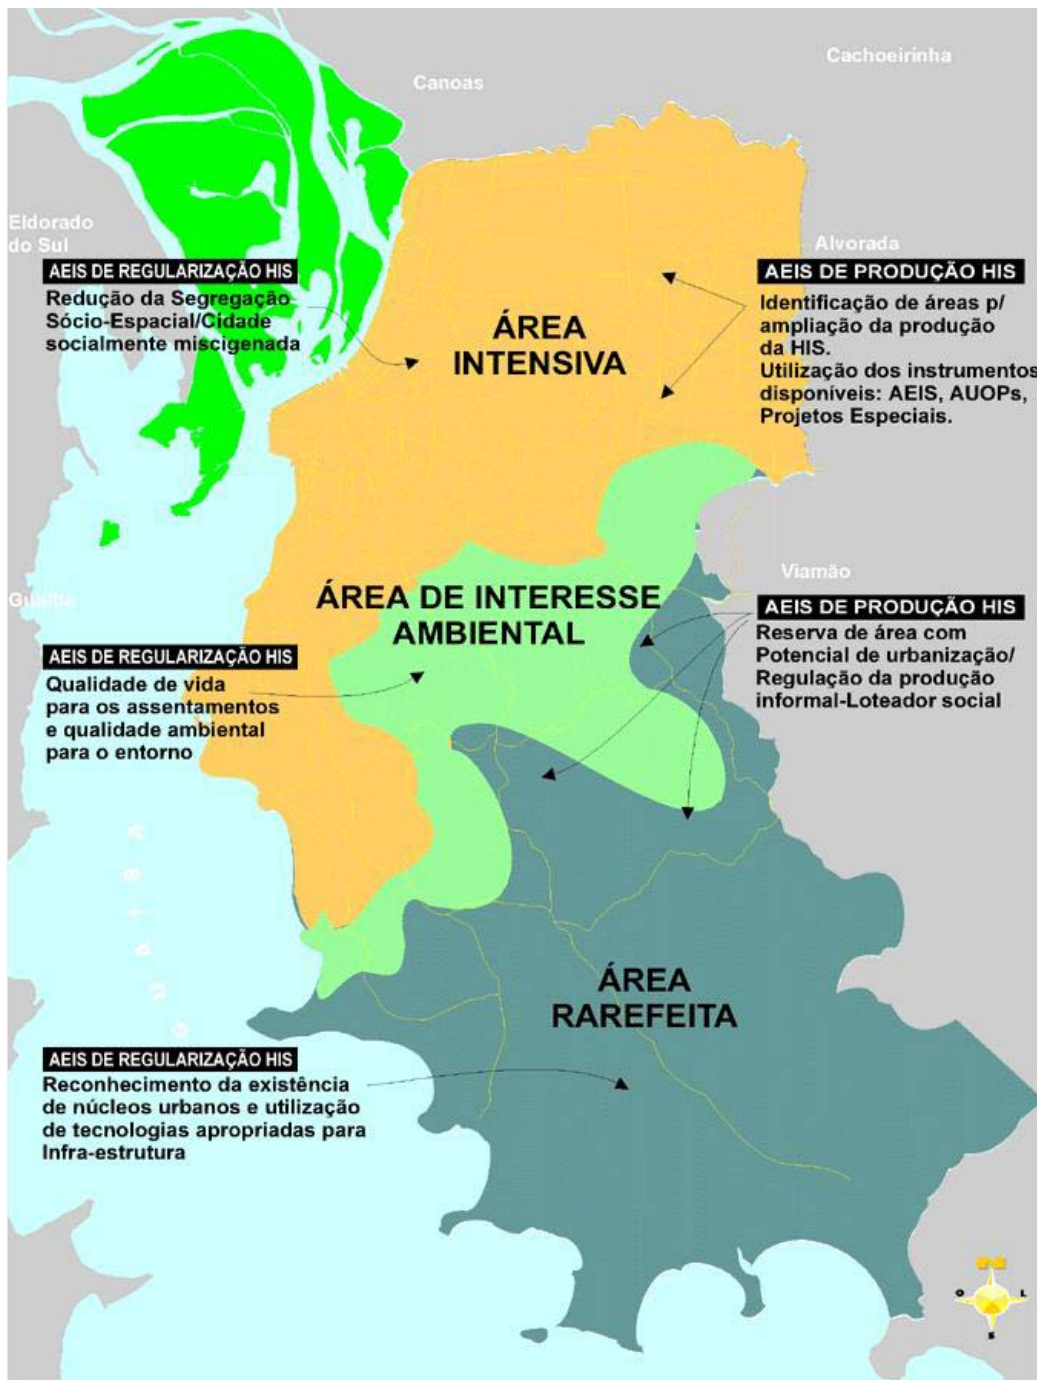 Cachoeirinha
Canoas
Eldorado
do Sul
Alvorada
AEIS DE REGULARIZAÇÃO HIS
Redução da Segregação
Sócio-Espacial/Cidade
socialmente miscigenada
ÁREA
INTENSIVA
AEIS DE PRODUÇÃO HIS
Identificação de áreas p/
ampliação da produção
da HIS.
Utilização dos instrumentos
disponíveis: AEIS, AUOPs,
Projetos Especiais.
Viamão
Guaíba
ÁREA DE INTERESSE
AMBIENTAL
AEIS DE PRODUÇÃO HIS
Reserva de área com
Potencial de urbanização/
Regulação da produção
informal-Loteador social
AEIS DE REGULARIZAÇÃO HIS
Qualidade de vida
para os assentamentos
e qualidade ambiental
para o entorno
ÁREA
RAREFEITA
AEIS DE REGULARIZAÇÃO HIS
Reconhecimento da existência
de núcleos urbanos e utilização
de tecnologias apropriadas para
Infra-estrutura
N
O L
S